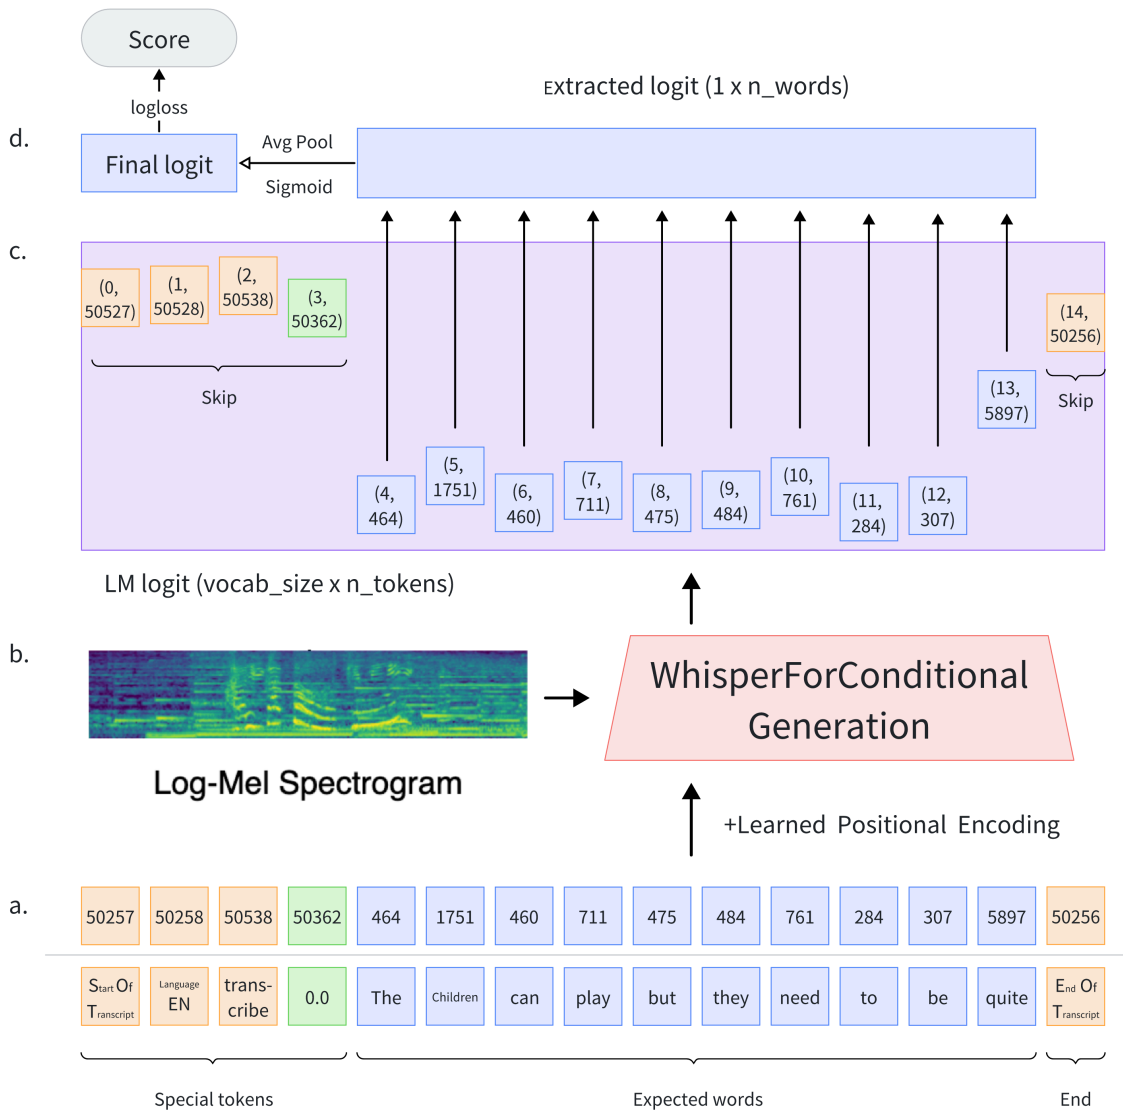 Score
logloss
Extracted logit (1 x n_words)
d.
Final logit
Avg Pool
Sigmoid
c.
(0,
50527)
(1,
50528)
(2,
50538)
(3,
50362)
Skip
(4,
464)
(5,
1751)
(6,
460)
(7,
711)
(8,
475)
(9,
484)
(10,
761)
(11,
284)
(12,
307)
(13,
5897)
(14,
50256)
Skip
LM logit (vocab_size x n_tokens)
b.
Log-Mel Spectrogram
WhisperForConditional
Generation
+Learned Positional Encoding
a.
50257 50258 50538 50362 464 1751 460 711 475 484 761 284 307 5897 50256
Start Of
Transcript
Language
EN
trans-
cribe
0.0
The
Children
can
play
but
they
need
to
be
quite
End Of
Transcript
Special tokens
Expected words
End